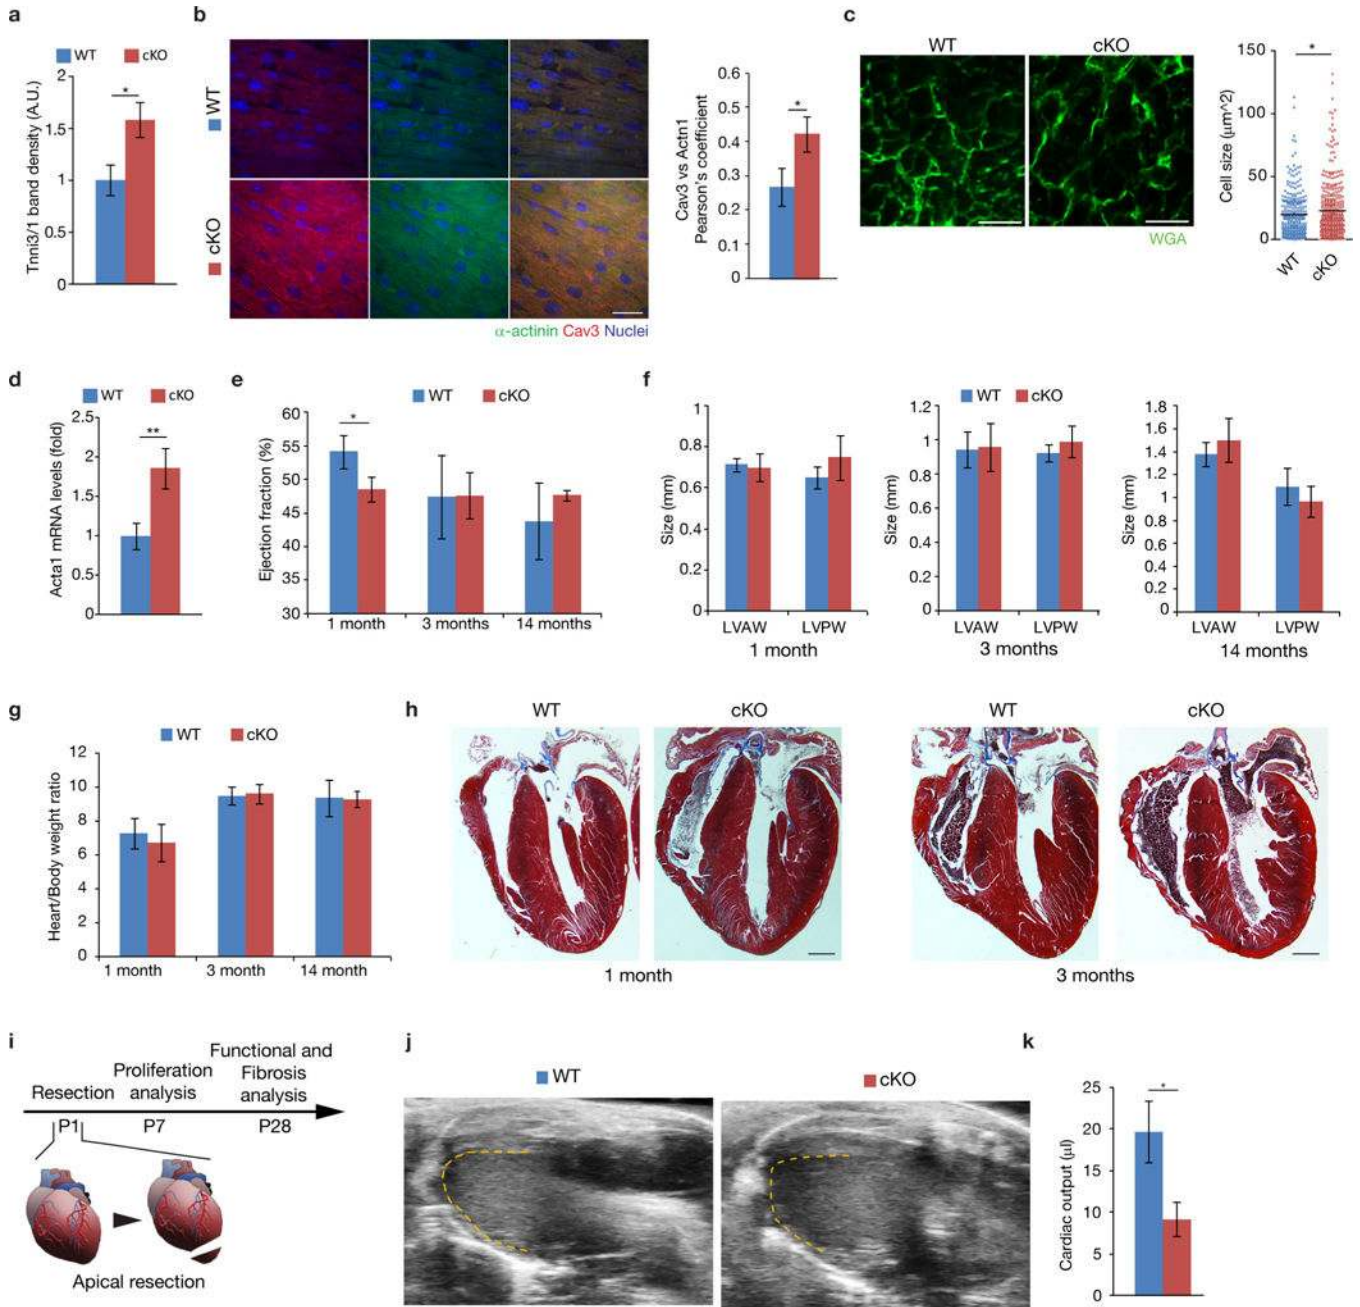 a
WT cKO
Tnni3/1 band density (A.U.)
2
1.5
1
0.5
0
*
b
WT
cKO
α-actinin Cav3 Nuclei
Cav3 vs Actn1
Pearson's coefficient
0.6
0.5
0.4
0.3
0.2
0.1
0
*
c
WT cKO
WGA
Cell size (μm^2)
150
100
50
0
*
WT cKO
d
WT cKO
Acta1 mRNA levels (fold)
2.5
2
1.5
1
0.5
0
**
e
WT cKO
Ejection fraction (%)
60
55
50
45
40
35
30
*
1 month 3 months 14 months
f
WT cKO
Size (mm)
1
0.8
0.6
0.4
0.2
0
LVAW LVPW
1 month
Size (mm)
1.2
1
0.8
0.6
0.4
0.2
0
LVAW LVPW
3 months
Size (mm)
1.8
1.6
1.4
1.2
1
0.8
0.6
0.4
0.2
0
LVAW LVPW
14 months
g
WT cKO
Heart/Body weight ratio
12
10
8
6
4
2
0
1 month 3 month 14 month
h
WT cKO WT cKO
1 month 3 months
i
Resection
Proliferation
analysis
Functional and
Fibrosis
analysis
P1 P7 P28
Apical resection
j
WT cKO
k
Cardiac output (μl)
25
20
15
10
5
0
*